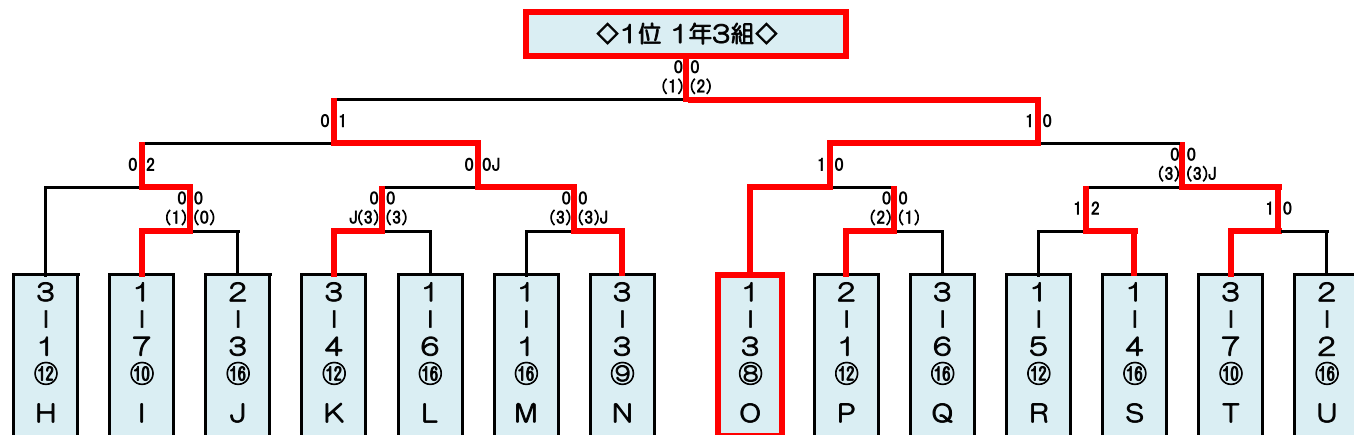 ◇1位 1年3組◇
0 0
(1) (2)
0 1
1 0
0 2
0 0J
1 0
0 0
(3) (3)J
0 0
(1) (0)
0 0
J(3) (3)
0 0
(3) (3)J
0 0
(2) (1)
1 2
1 0
3-1⑫ H
1-7⑩ I
2-3⑯ J
3-4⑫ K
1-6⑯ L
1-1⑯ M
3-3⑨ N
1-3⑧ O
2-1⑫ P
3-6⑯ Q
1-5⑫ R
1-4⑯ S
3-7⑩ T
2-2⑯ U